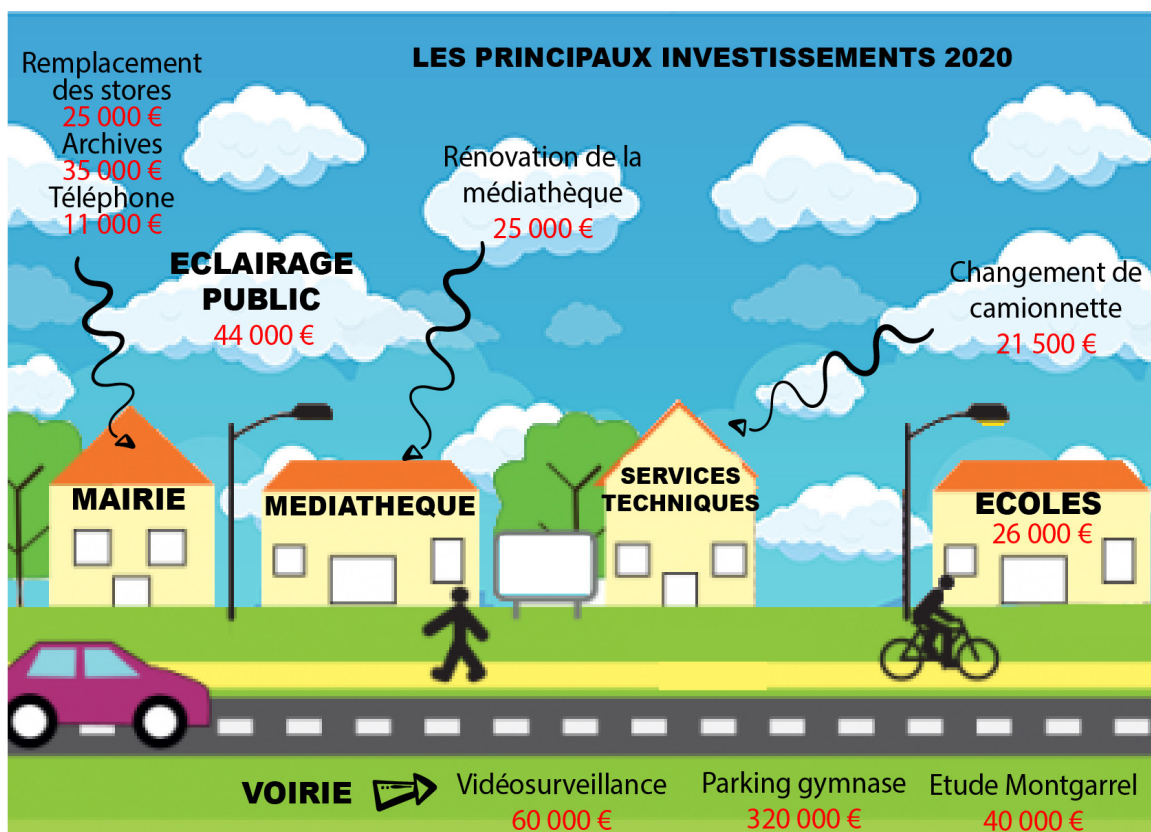 LES PRINCIPAUX INVESTISSEMENTS 2020
Remplacement
des stores
25 000 €
Archives
35 000 €
Téléphone
11 000 €
ECLAIRAGE
PUBLIC
44 000 €
Rénovation de la
médiathèque
25 000 €
Changement de
camionnette
21 500 €
MAIRIE
MEDIATHEQUE
SERVICES
TECHNIQUES
ECOLES
26 000 €
VOIRIE
Vidéosurveillance
60 000 €
Parking gymnase
320 000 €
Etude Montgarrel
40 000 €